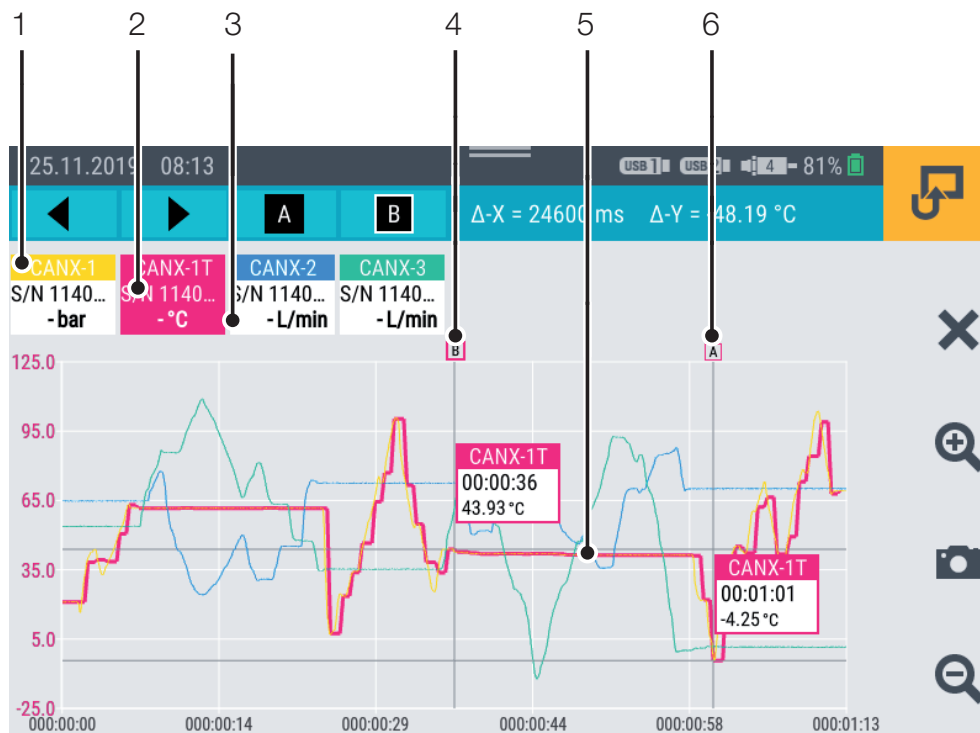 1 2 3 4 5 6
25.11.2019 08:13 USB 1 USB 2 4 81%
A B Δ-X = 24600 ms Δ-Y = -48.19 °C
CANX-1 CANX-1T CANX-2 CANX-3
S/N 1140... S/N 1140... S/N 1140... S/N 1140...
- bar - °C - L/min - L/min
B A
125.0
95.0
CANX-1T
00:00:36
43.93 °C
65.0
35.0
CANX-1T
00:01:01
-4.25 °C
5.0
-25.0
000:00:00 000:00:14 000:00:29 000:00:44 000:00:58 000:01:13